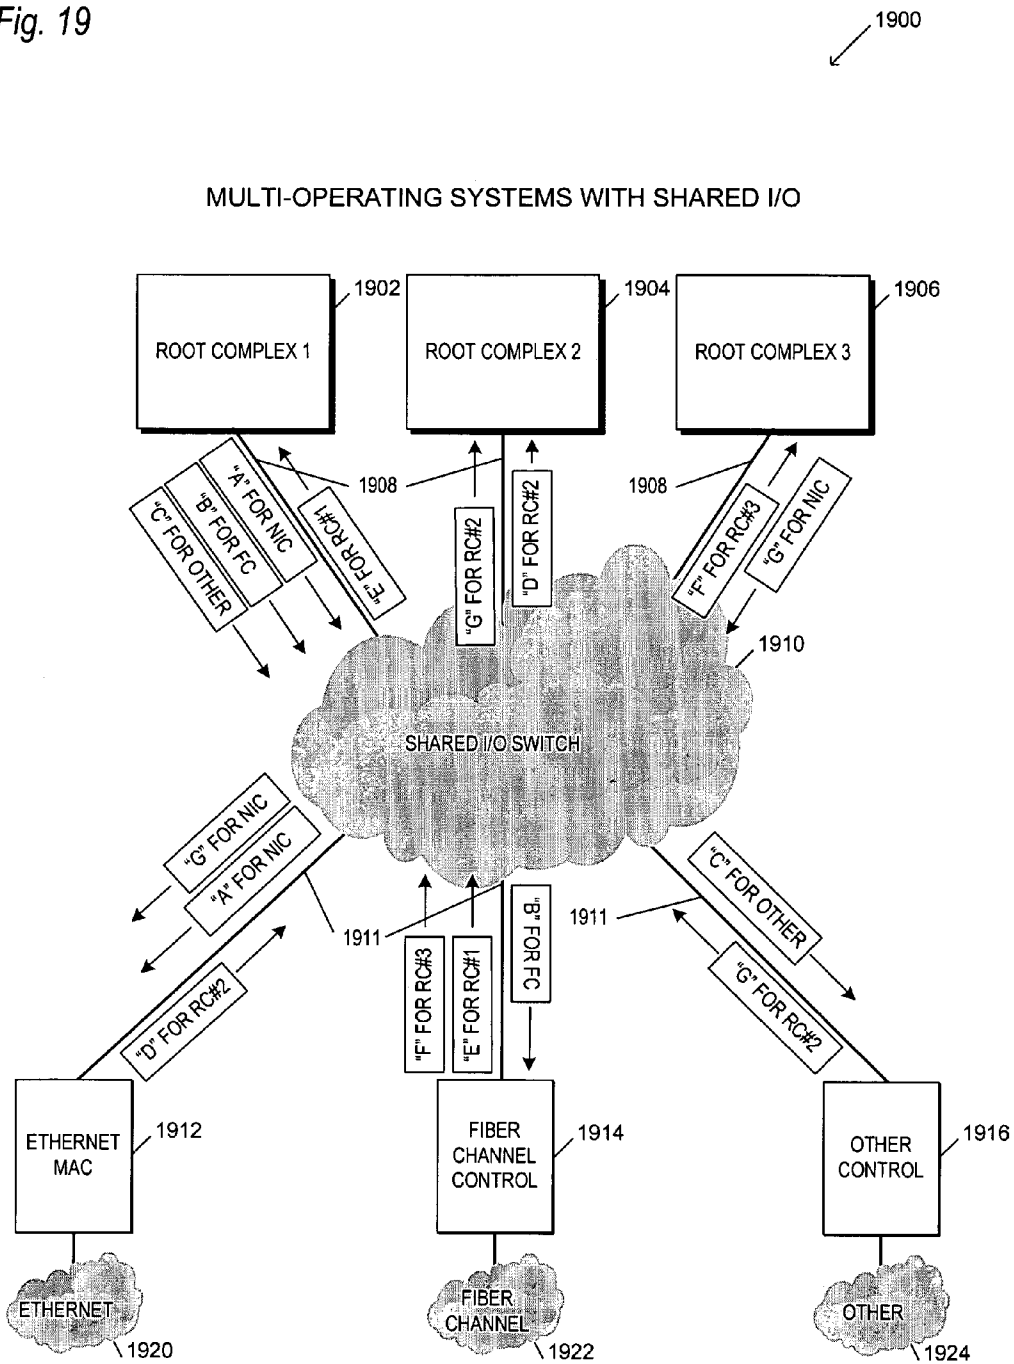 Fig. 19
1900
MULTI-OPERATING SYSTEMS WITH SHARED I/O
1902
1904
1906
ROOT COMPLEX 1
ROOT COMPLEX 2
ROOT COMPLEX 3
1908
1908
"A" FOR NIC
"B" FOR FC
"C" FOR OTHER
"E" FOR RC#1
"G" FOR RC#2
"D" FOR RC#2
"F" FOR RC#3
"G" FOR NIC
1910
SHARED I/O SWITCH
"G" FOR NIC
"A" FOR NIC
"D" FOR RC#2
1911
"F" FOR RC#3
"E" FOR RC#1
"B" FOR FC
1911
"C" FOR OTHER
"G" FOR RC#2
ETHERNET
MAC
1912
FIBER
CHANNEL
CONTROL
1914
OTHER
CONTROL
1916
ETHERNET
1920
FIBER
CHANNEL
1922
OTHER
1924